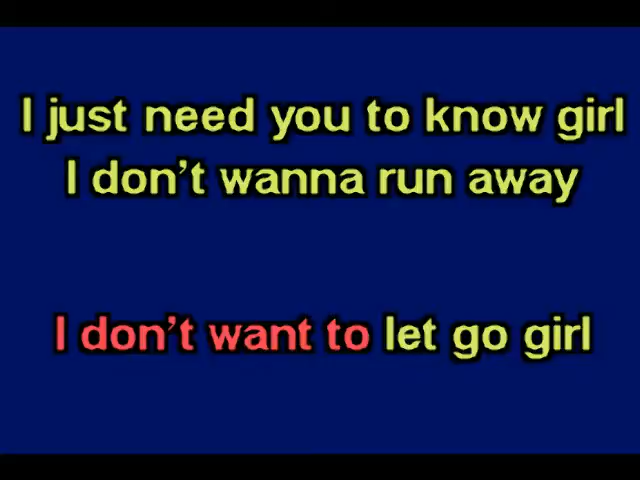 I just need you to know girl
I don't wanna run away
I don't want to let go girl